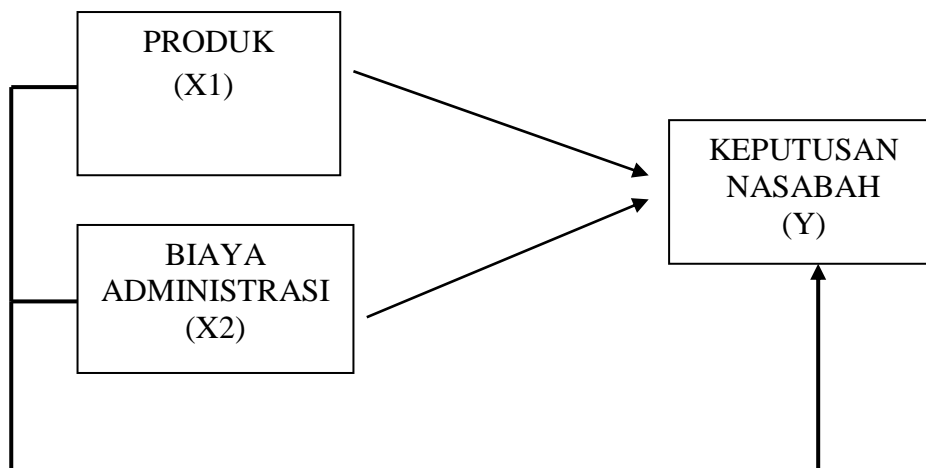 PRODUK
(X1)
KEPUTUSAN
NASABAH
(Y)
BIAYA
ADMINISTRASI
(X2)